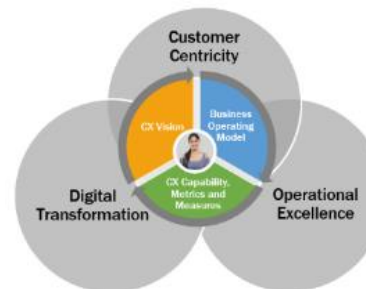 Customer
Centricity
CX Vision
Business
Operating
Model
CX Capability,
Metrics and
Measures
Digital
Transformation
Operational
Excellence